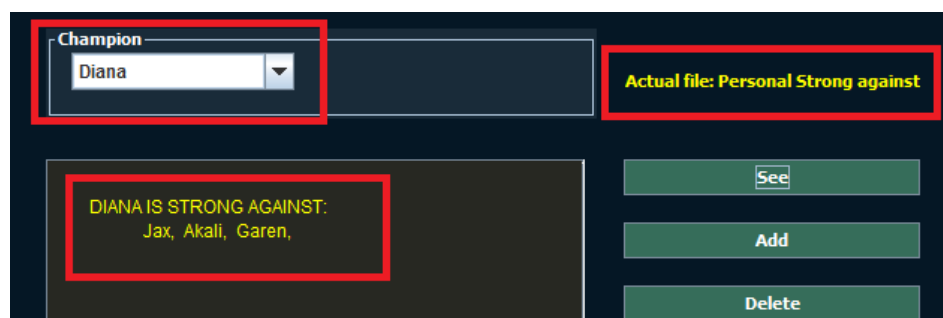 Champion
Diana
Actual file: Personal Strong against
DIANA IS STRONG AGAINST:
Jax, Akali, Garen,
See
Add
Delete